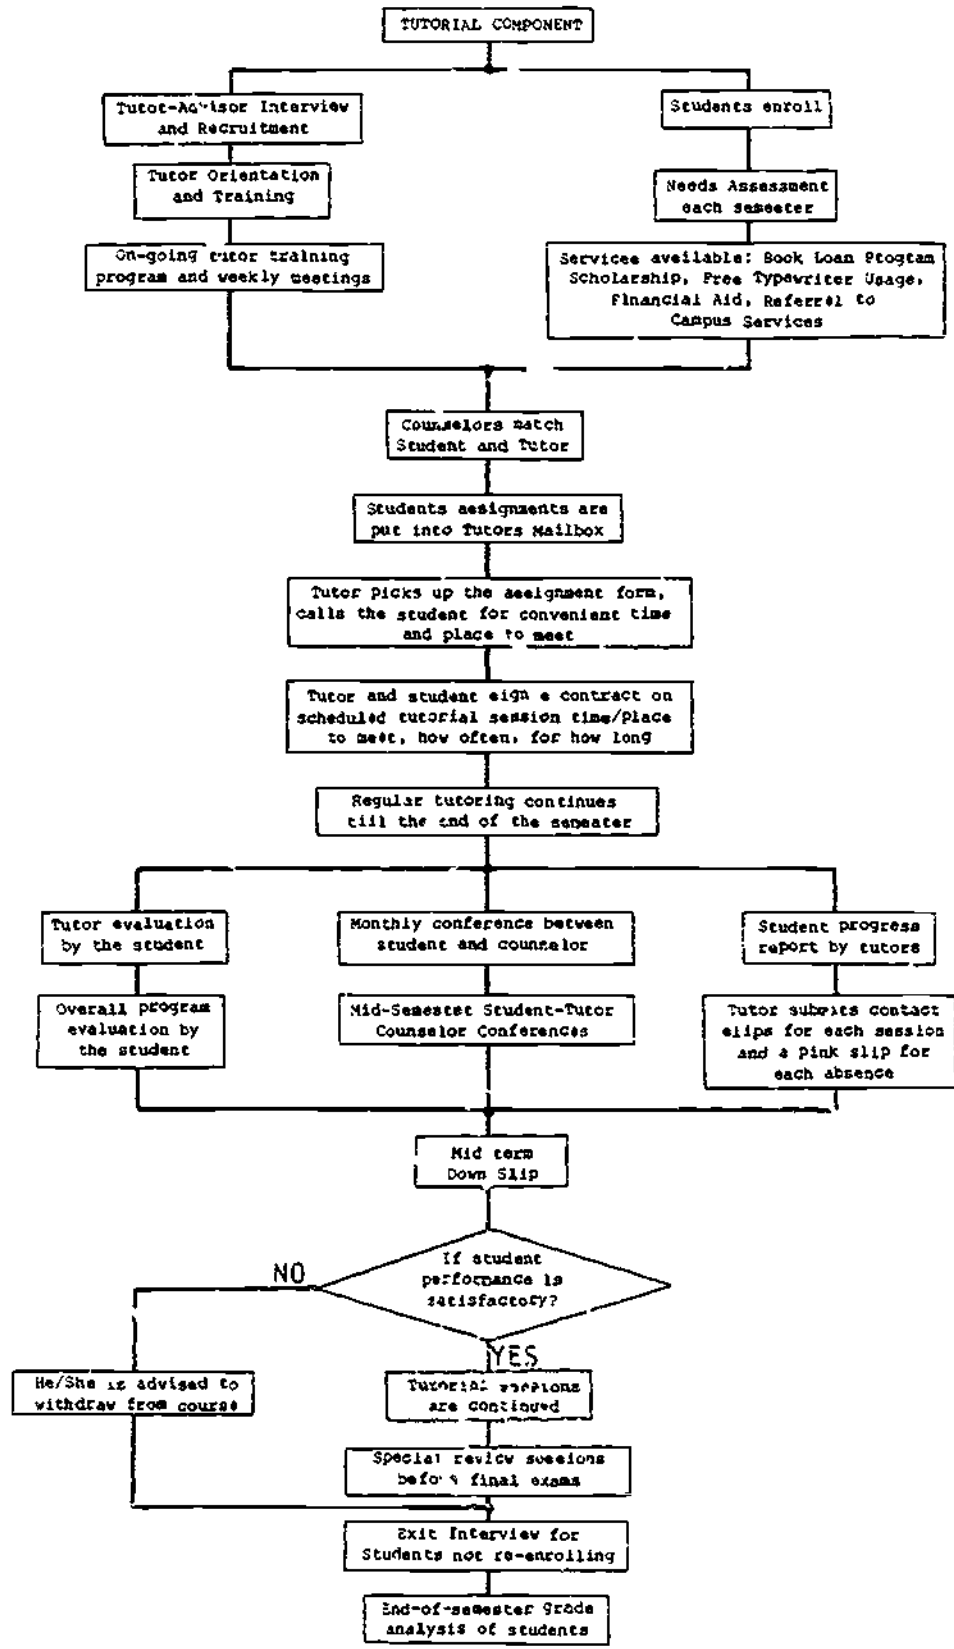 TUTORIAL COMPONENT
Tutor-Advisor Interview
and Recruitment
Students enroll
Tutor Orientation
and Training
Needs Assessment
each semester
On-going tutor training
program and weekly meetings
Services available: Book Loan Program
Scholarship, Free Typewriter Usage,
Financial Aid, Referral to
Campus Services
Counselors match
Student and Tutor
Students assignments are
put into Tutors Mailbox
Tutor Picks up the assignment form,
calls the student for convenient time
and place to meet
Tutor and student sign a contract on
scheduled tutorial session time/Place
to meet, how often, for how long
Regular tutoring continues
till the end of the semester
Tutor evaluation
by the student
Monthly conference between
student and counselor
Student progress
report by tutors
Overall program
evaluation by
the student
Mid-Semester Student-Tutor
Counselor Conferences
Tutor submits contact
slips for each session
and a Pink slip for
each absence
Mid term
Down Slip
If student
performance is
satisfactory?
NO
YES
He/She is advised to
withdraw from course
Tutorial sessions
are continued
Special review sessions
before final exams
Exit Interview for
Students not re-enrolling
End-of-semester grade
analysis of students